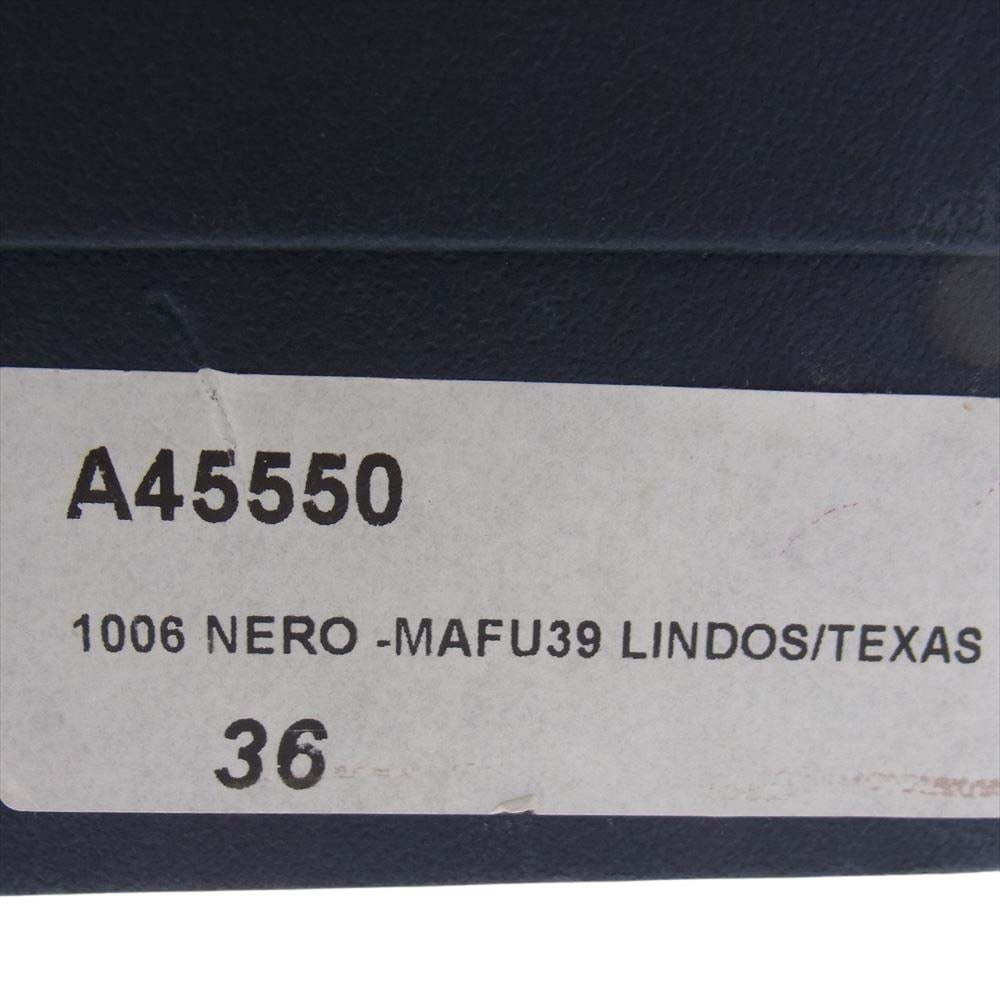 A45550
1006 NERO -MAFU39 LINDOS/TEXAS
36